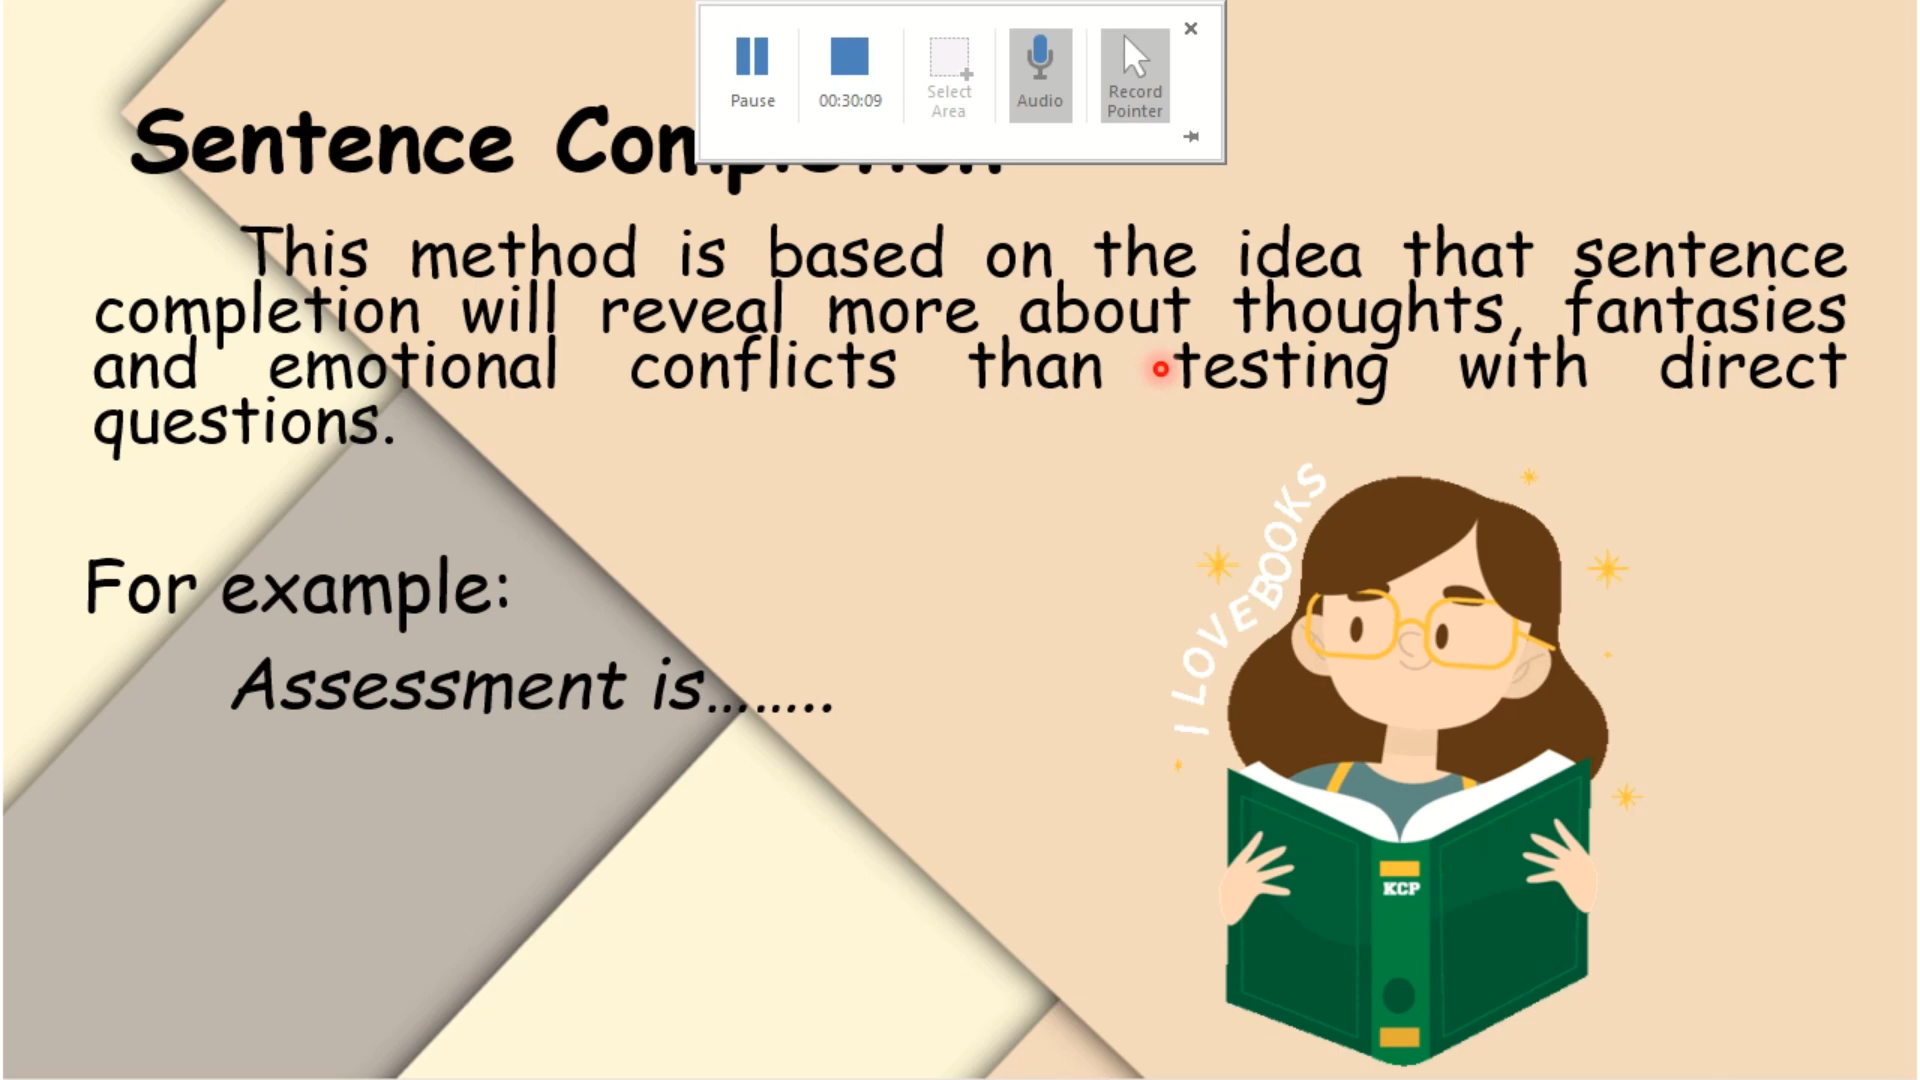 Pause
00:30:09
Select
Area
Audio
Record
Pointer
Sentence Completion
This method is based on the idea that sentence
completion will reveal more about thoughts, fantasies
and emotional conflicts than testing with direct
questions.
For example:
Assessment is........
I LOVE BOOKS
KCP